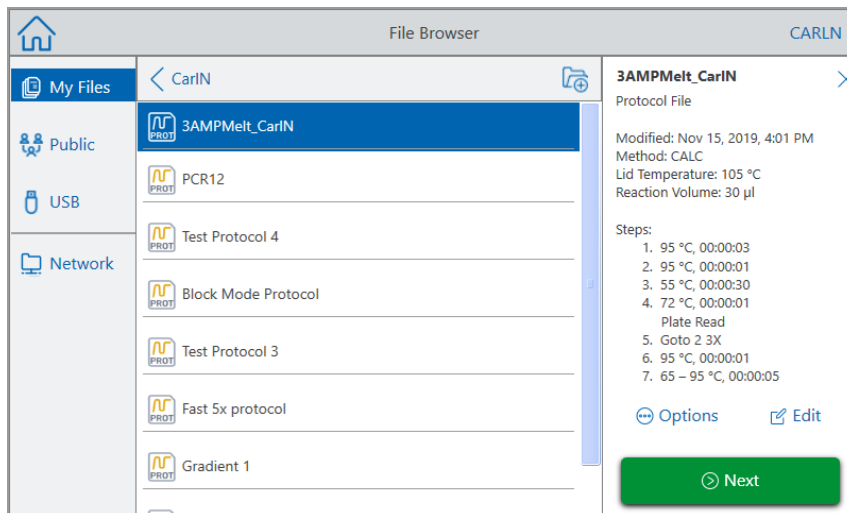 File Browser
CARLN
My Files
Public
USB
Network
CarlN
PROT 3AMPMelt_CarlN
PROT PCR12
PROT Test Protocol 4
PROT Block Mode Protocol
PROT Test Protocol 3
PROT Fast 5x protocol
PROT Gradient 1
3AMPMelt_CarlN
Protocol File
Modified: Nov 15, 2019, 4:01 PM
Method: CALC
Lid Temperature: 105 °C
Reaction Volume: 30 µl
Steps:
1. 95 °C, 00:00:03
2. 95 °C, 00:00:01
3. 55 °C, 00:00:30
4. 72 °C, 00:00:01
Plate Read
5. Goto 2 3X
6. 95 °C, 00:00:01
7. 65 – 95 °C, 00:00:05
Options
Edit
Next